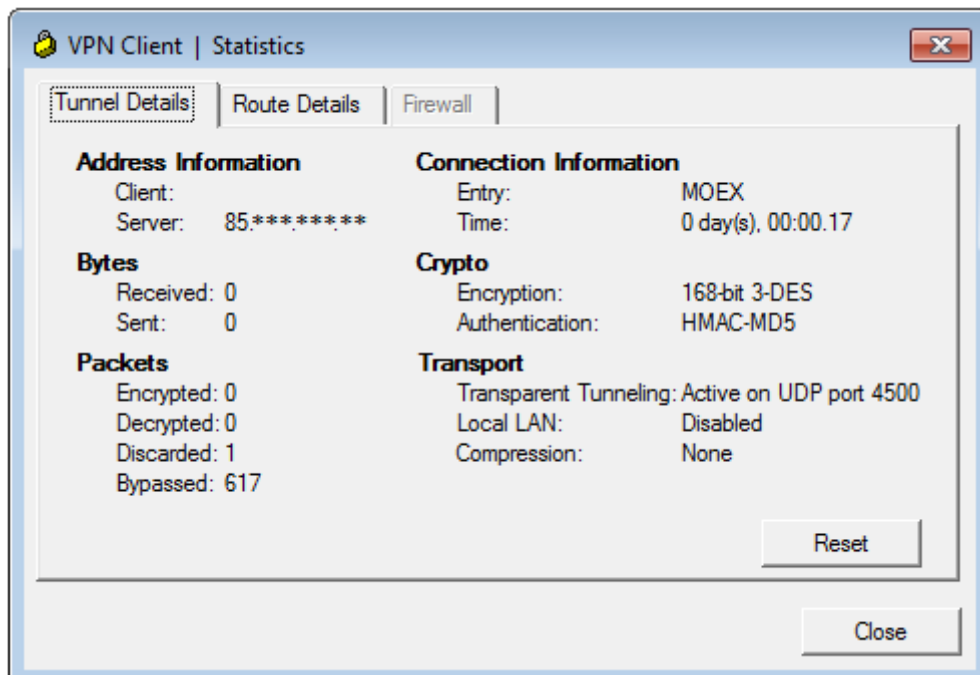 VPN Client | Statistics
Tunnel Details
Route Details
Firewall
Address Information
Client:
Server: 85.***.***.**
Bytes
Received: 0
Sent: 0
Packets
Encrypted: 0
Decrypted: 0
Discarded: 1
Bypassed: 617
Connection Information
Entry: MOEX
Time: 0 day(s), 00:00.17
Crypto
Encryption: 168-bit 3-DES
Authentication: HMAC-MD5
Transport
Transparent Tunneling: Active on UDP port 4500
Local LAN: Disabled
Compression: None
Reset
Close